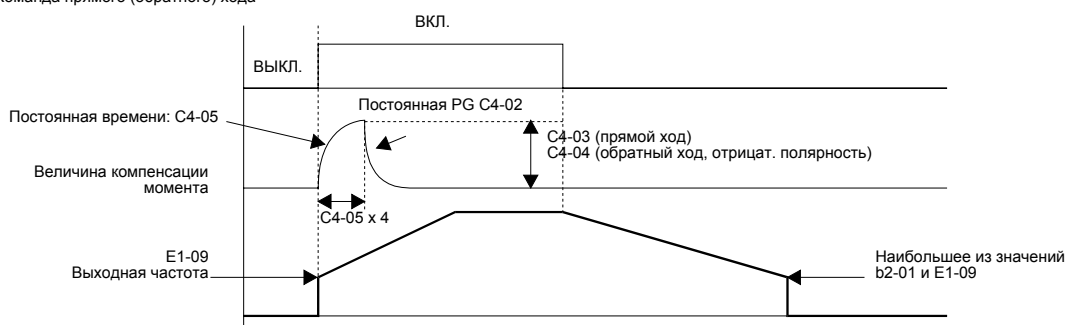 Команда прямого (обратного) хода
ВКЛ.
ВЫКЛ.
Постоянная PG C4-02
Постоянная времени: C4-05
C4-03 (прямой ход)
C4-04 (обратный ход, отрицат. полярность)
Величина компенсации
момента
C4-05 x 4
E1-09
Выходная частота
Наибольшее из значений
b2-01 и E1-09